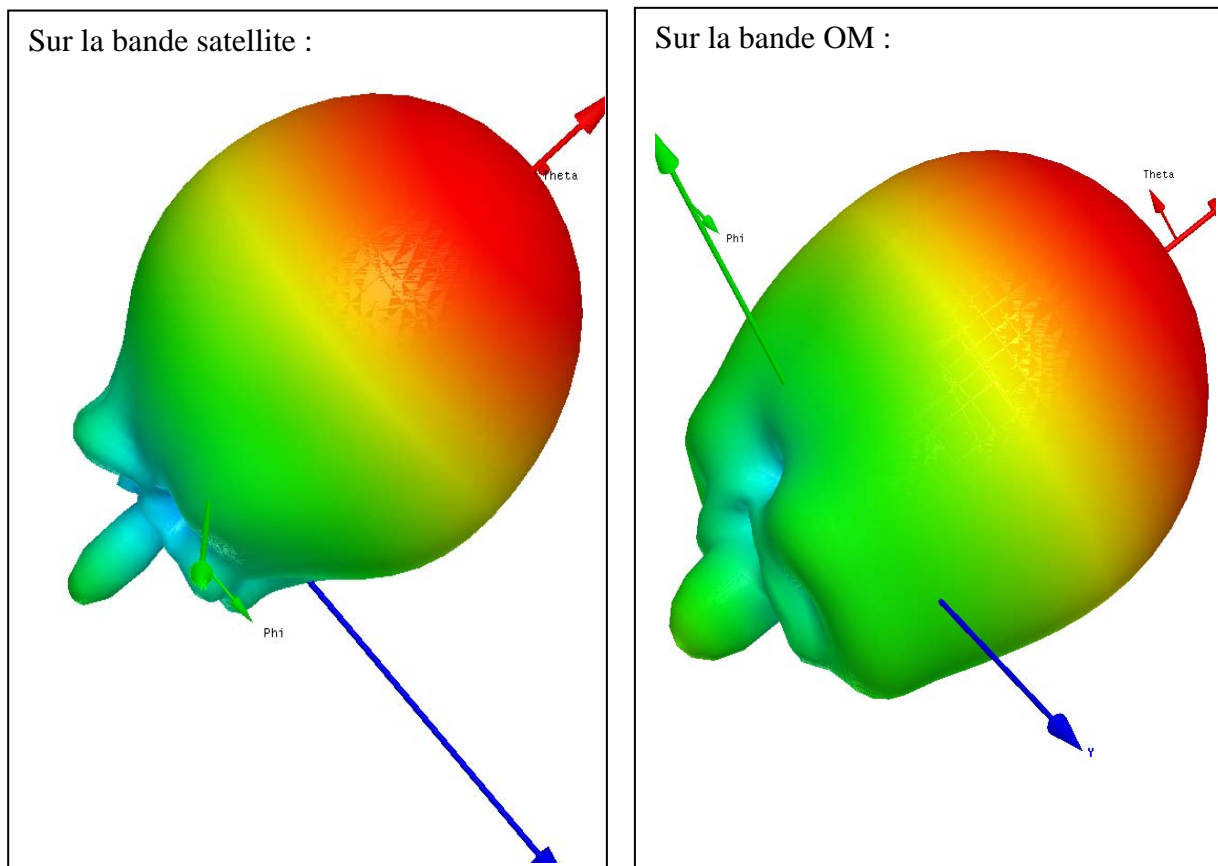 Sur la bande satellite :
Theta
Phi
Sur la bande OM :
Theta
Phi
Y